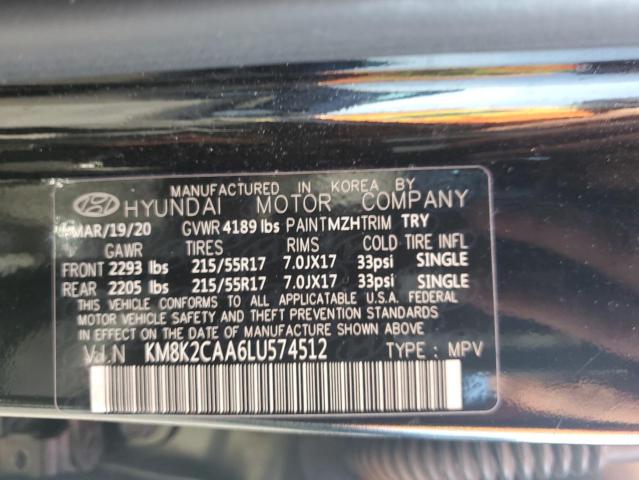 MANUFACTURED IN KOREA BY
HYUNDAI MOTOR COMPANY
MAR/19/20 GVWR 4189 lbs PAINT MZH TRIM TRY
GAWR TIRES RIMS COLD TIRE INFL
FRONT 2293 lbs 215/55R17 7.0JX17 33psi SINGLE
REAR 2205 lbs 215/55R17 7.0JX17 33psi SINGLE
THIS VEHICLE CONFORMS TO ALL APPLICABLE U.S.A. FEDERAL
MOTOR VEHICLE SAFETY AND THEFT PREVENTION STANDARDS
IN EFFECT ON THE DATE OF MANUFACTURE SHOWN ABOVE.
V.I.N KM8K2CAA6LU574512 TYPE : MPV